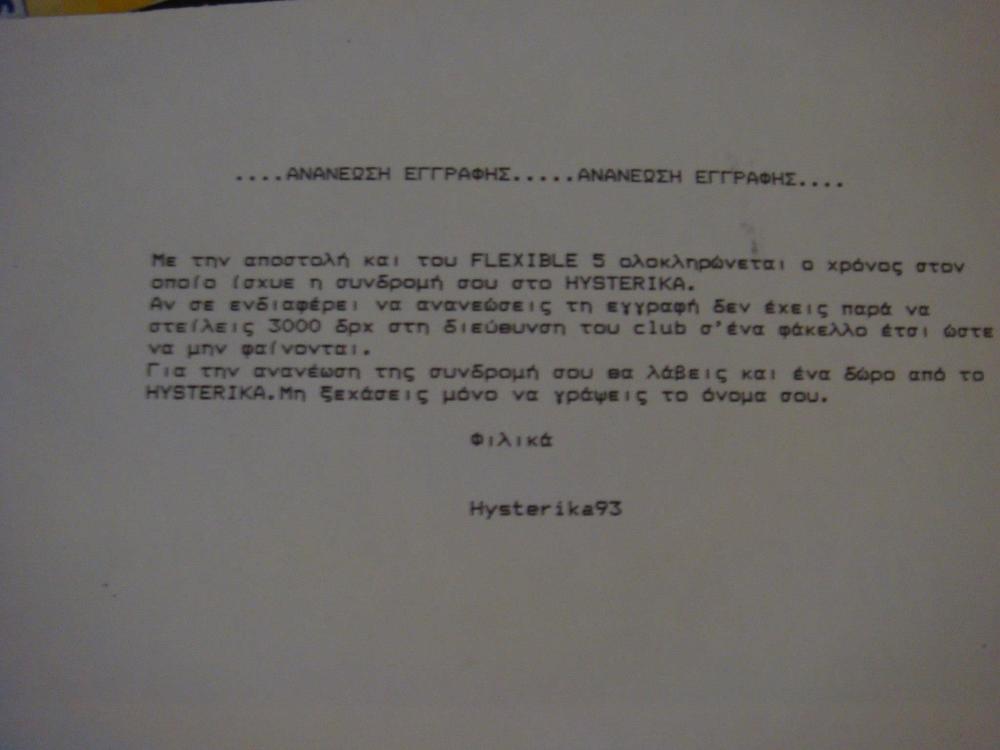 ....ΑΝΑΝΕΩΣΗ ΕΓΓΡΑΦΗΣ.....ΑΝΑΝΕΩΣΗ ΕΓΓΡΑΦΗΣ....
Με την αποστολή και του FLEXIBLE 5 ολοκληρώνεται ο χρόνος στον
οποίο ίσχυε η συνδρομή σου στο HYSTERIKA.
Αν σε ενδιαφέρει να ανανεώσεις τη εγγραφή δεν έχεις παρά να
στείλεις 3000 δρχ στη διεύθυνση του club σ'ένα φάκελλο έτσι ώστε
να μην φαίνονται.
Για την ανανέωση της συνδρομή σου θα λάβεις και ένα δώρο από το
HYSTERIKA.Μη ξεχάσεις μόνο να γράψεις το όνομα σου.
Φιλικά
Hysterika93